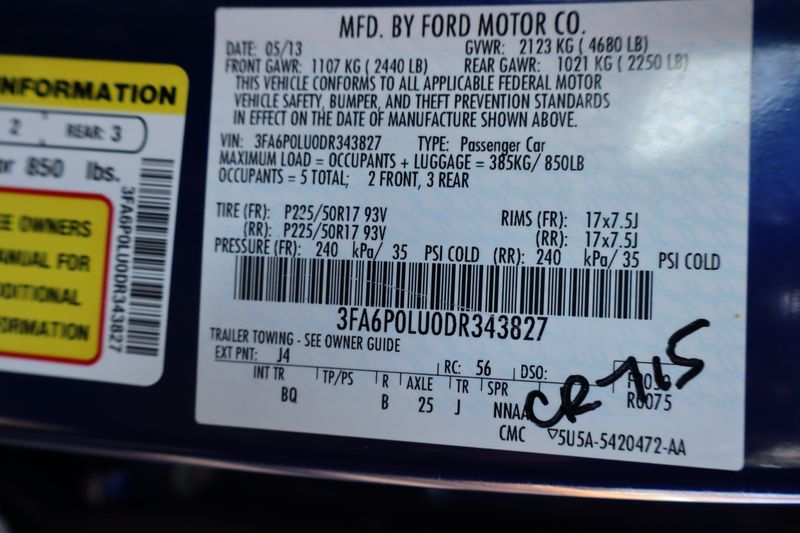 NFORMATION
2 REAR: 3
or 850 lbs.
EE OWNERS
ANUAL FOR
DITIONAL
ORMATION
3FA6P0LU0DR343827
MFD. BY FORD MOTOR CO.
DATE: 05/13 GVWR: 2123 KG ( 4680 LB)
FRONT GAWR: 1107 KG ( 2440 LB) REAR GAWR: 1021 KG ( 2250 LB)
THIS VEHICLE CONFORMS TO ALL APPLICABLE FEDERAL MOTOR
VEHICLE SAFETY, BUMPER, AND THEFT PREVENTION STANDARDS
IN EFFECT ON THE DATE OF MANUFACTURE SHOWN ABOVE.
VIN: 3FA6P0LU0DR343827 TYPE: Passenger Car
MAXIMUM LOAD = OCCUPANTS + LUGGAGE = 385KG/ 850LB
OCCUPANTS = 5 TOTAL; 2 FRONT, 3 REAR
TIRE (FR): P225/50R17 93V RIMS (FR): 17x7.5J
(RR): P225/50R17 93V (RR): 17x7.5J
PRESSURE (FR): 240 kPa/ 35 PSI COLD (RR): 240 kPa/ 35 PSI COLD
3FA6P0LU0DR343827
TRAILER TOWING - SEE OWNER GUIDE
EXT PNT: J4 RC: 56 DSO:
INT TR TP/PS R AXLE TR SPR
BQ B 25 J NNAA R0075
CMC ▽5U5A-5420472-AA
CR 7.5